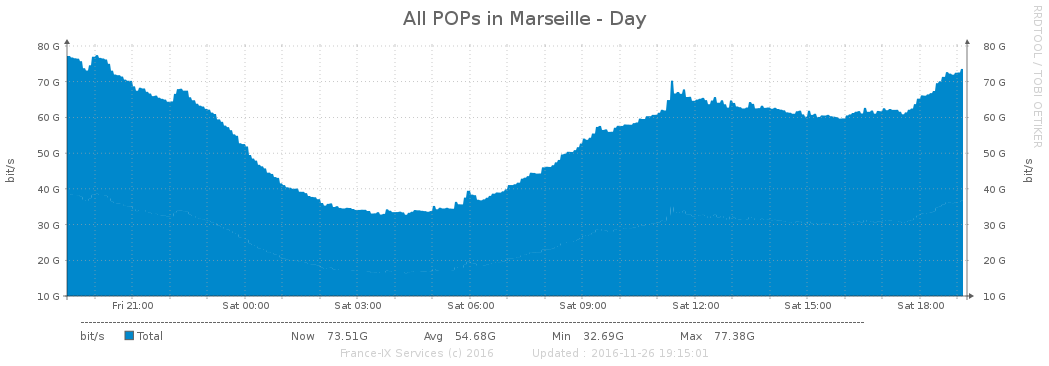 All POPs in Marseille - Day
RRDTOOL / TOBI OETIKER
80 G 80 G
70 G 70 G
60 G 60 G
50 G 50 G
40 G 40 G
30 G 30 G
20 G 20 G
10 G 10 G
bit/s
bit/s
Fri 21:00 Sat 00:00 Sat 03:00 Sat 06:00 Sat 09:00 Sat 12:00 Sat 15:00 Sat 18:00
bit/s Total Now 73.51G Avg 54.68G Min 32.69G Max 77.38G
France-IX Services (c) 2016 Updated : 2016-11-26 19:15:01